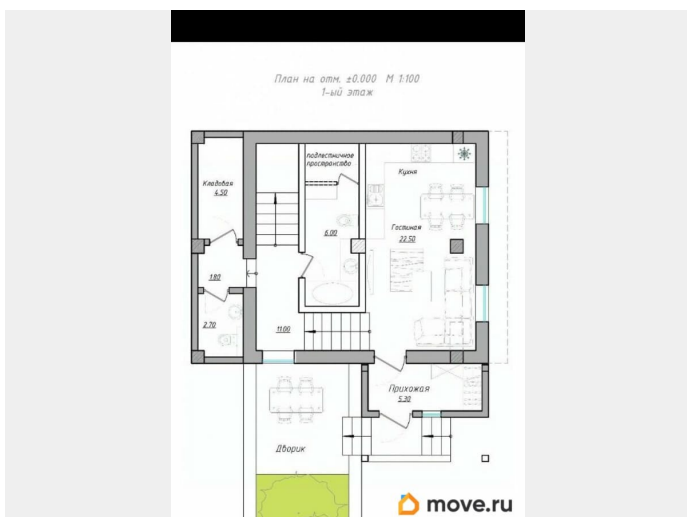 План на отм. ±0.000 М 1:100
1-ый этаж
подлестничное
пространство
Кухня
Кладовая
4.50
6.00
Гостиная
22.50
1.80
2.70
11.00
Прихожая
5.30
Дворик
move.ru